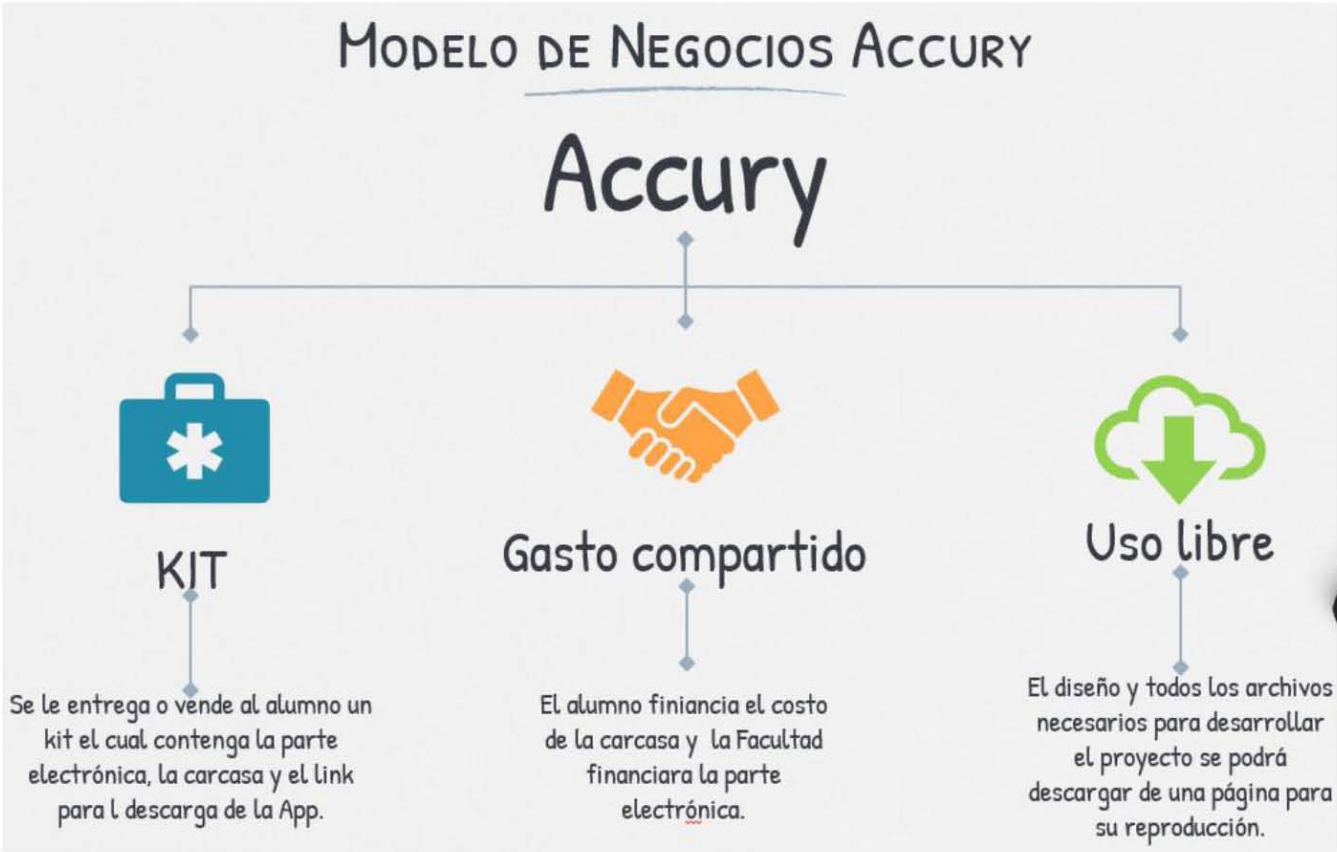 MODELO DE NEGOCIOS ACCURY
Accury
KIT
Se le entrega o vende al alumno un
kit el cual contenga la parte
electrónica, la carcasa y el link
para l descarga de la App.
Gasto compartido
El alumno finiancia el costo
de la carcasa y la Facultad
financiara la parte
electrónica.
Uso libre
El diseño y todos los archivos
necesarios para desarrollar
el proyecto se podrá
descargar de una página para
su reproducción.